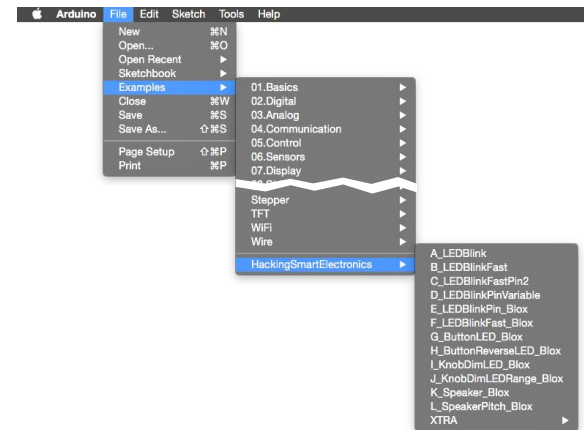 Arduino File Edit Sketch Tools Help
New ⌘N
Open... ⌘O
Open Recent
Sketchbook
Examples
Close ⌘W
Save ⌘S
Save As... ⇧⌘S
Page Setup ⇧⌘P
Print ⌘P
01.Basics
02.Digital
03.Analog
04.Communication
05.Control
06.Sensors
07.Display
Stepper
TFT
WiFi
Wire
HackingSmartElectronics
A_LEDBlink
B_LEDBlinkFast
C_LEDBlinkFastPin2
D_LEDBlinkPinVariable
E_LEDBlinkPin_Blox
F_LEDBlinkFast_Blox
G_ButtonLED_Blox
H_ButtonReverseLED_Blox
I_KnobDimLED_Blox
J_KnobDimLEDRange_Blox
K_Speaker_Blox
L_SpeakerPitch_Blox
XTRA